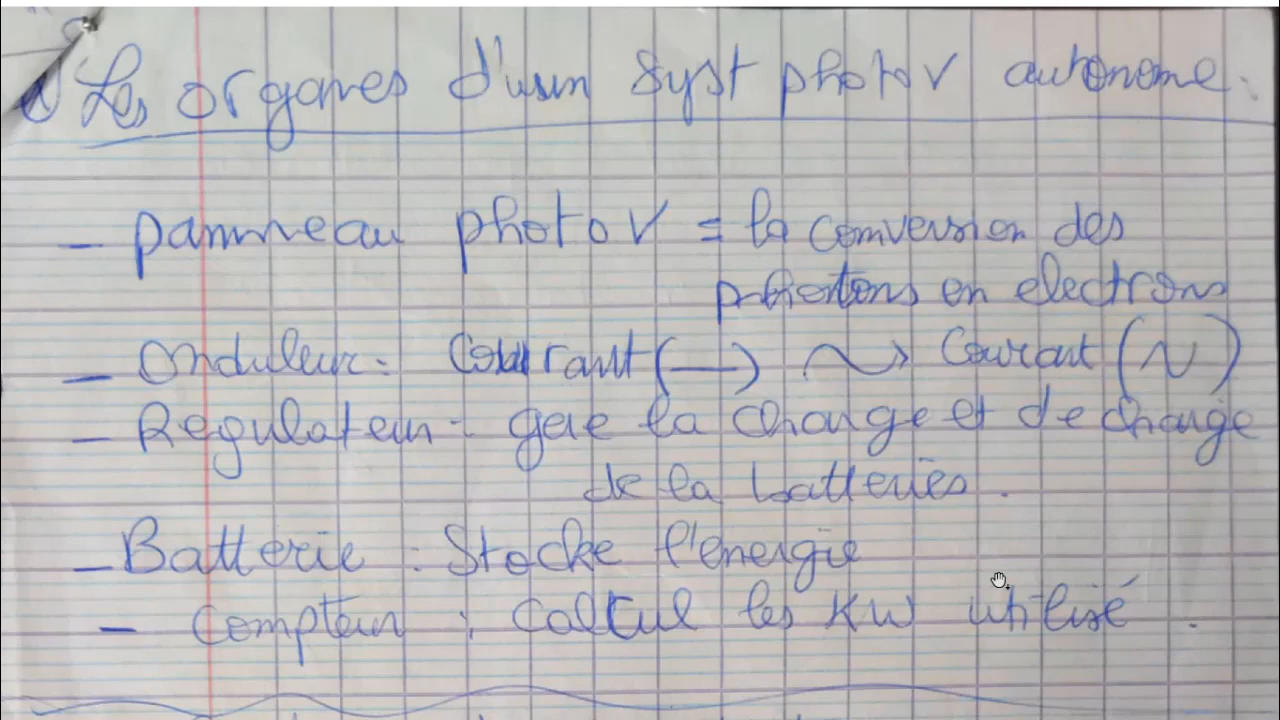 Les organes d'un syst photov autonome :
- panneau photov = la conversion des
photons en electrons
- Onduleur : Courant (—) ~> Courant (~)
- Regulateur : gere la charge et decharge
de la batteries.
- Batterie : Stocke l'energie
- Compteur : Calcul les KW utilisé.